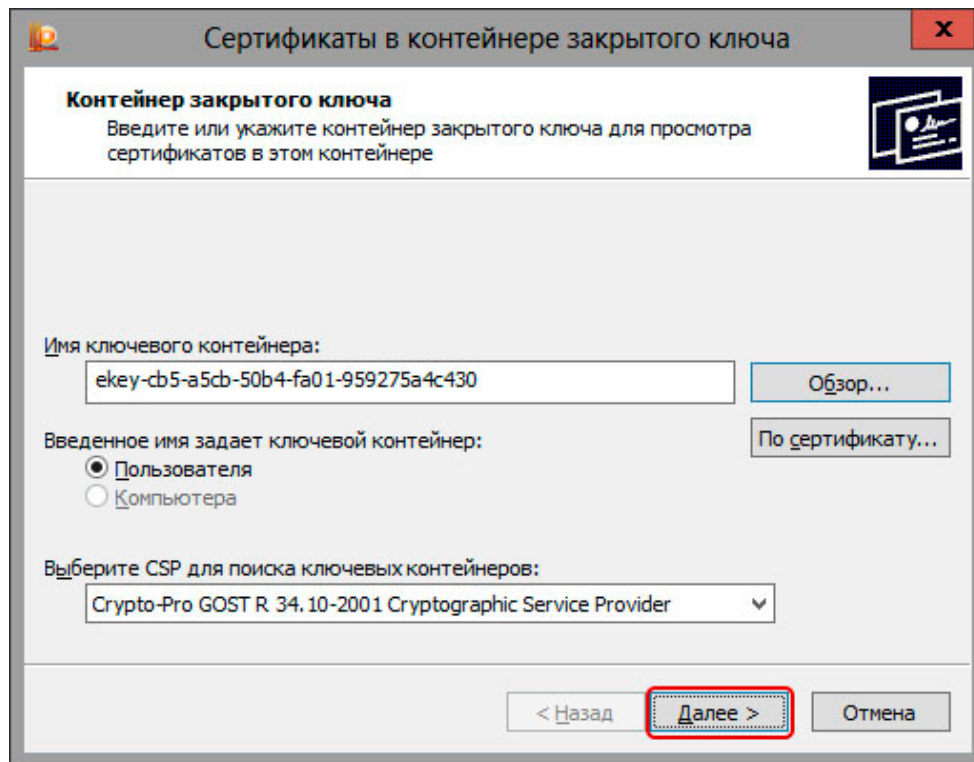 Сертификаты в контейнере закрытого ключа
x
Контейнер закрытого ключа
Введите или укажите контейнер закрытого ключа для просмотра
сертификатов в этом контейнере
Имя ключевого контейнера:
ekey-cb5-a5cb-50b4-fa01-959275a4c430
Обзор...
Введенное имя задает ключевой контейнер:
По сертификату...
Пользователя
Компьютера
Выберите CSP для поиска ключевых контейнеров:
Crypto-Pro GOST R 34.10-2001 Cryptographic Service Provider
< Назад
Далее >
Отмена